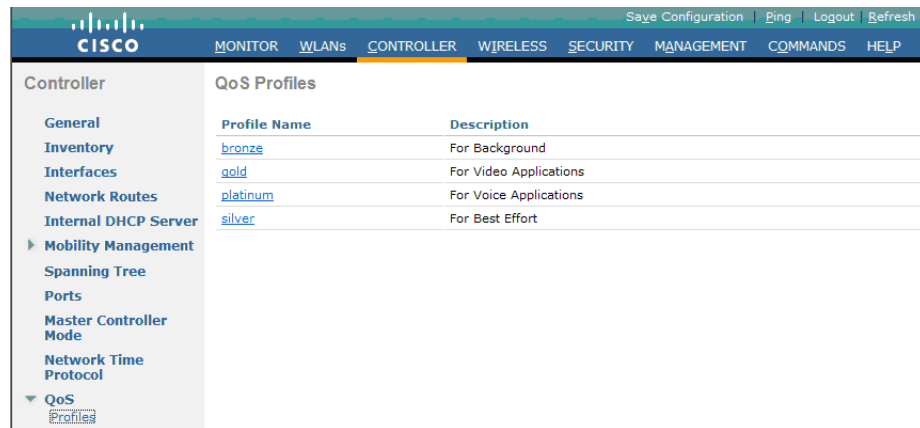 Save Configuration | Ping | Logout | Refresh
CISCO
MONITOR WLANs CONTROLLER WIRELESS SECURITY MANAGEMENT COMMANDS HELP
Controller
General
Inventory
Interfaces
Network Routes
Internal DHCP Server
Mobility Management
Spanning Tree
Ports
Master Controller
Mode
Network Time
Protocol
QoS
Profiles
QoS Profiles
Profile Name Description
bronze For Background
gold For Video Applications
platinum For Voice Applications
silver For Best Effort